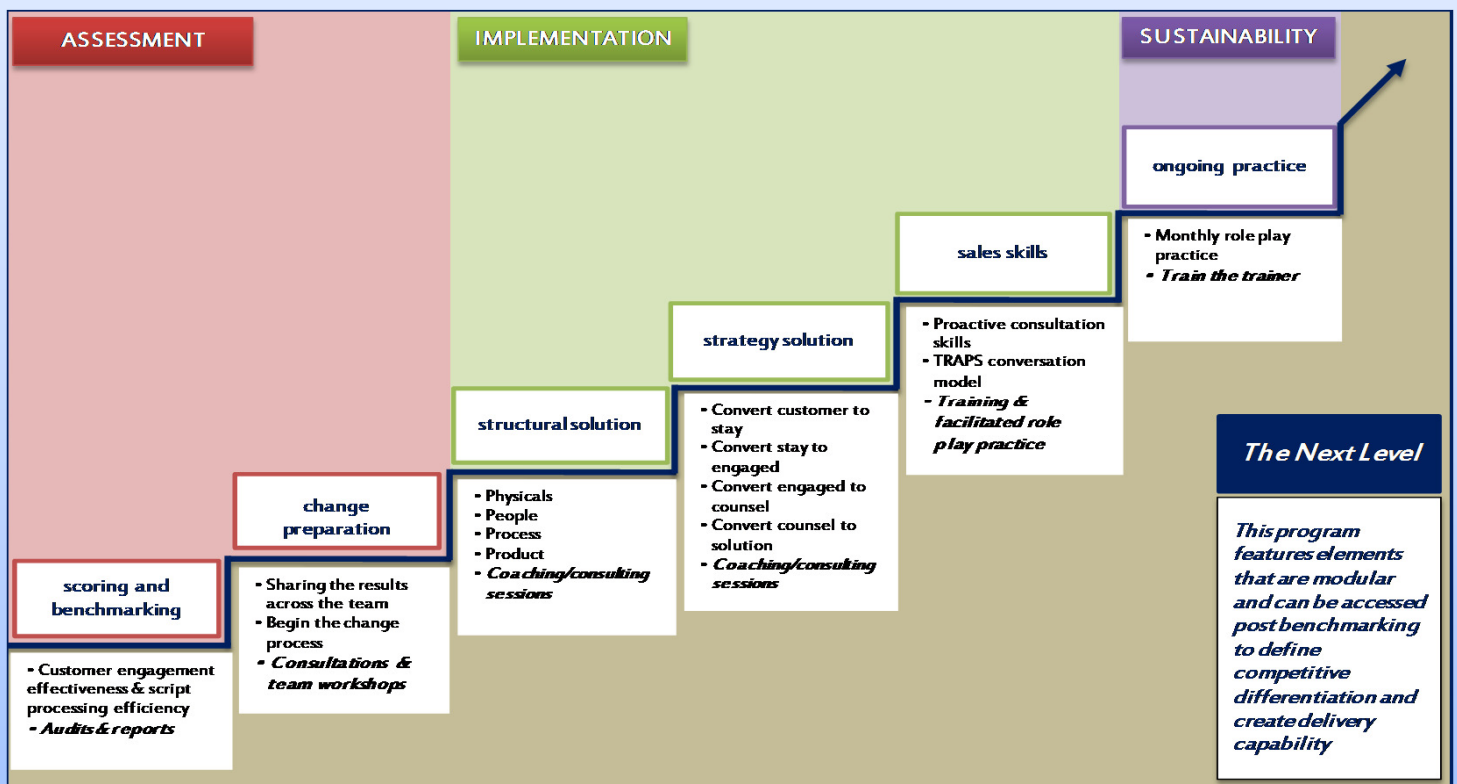 ASSESSMENT
IMPLEMENTATION
SUSTAINABILITY
scoring and
benchmarking
- Customer engagement
effectiveness & script
processing efficiency
- Audits & reports
change
preparation
- Sharing the results
across the team
- Begin the change
process
- Consultations &
team workshops
structural solution
- Physicals
- People
- Process
- Product
- Coaching/consulting
sessions
strategy solution
- Convert customer to
stay
- Convert stay to
engaged
- Convert engaged to
counsel
- Convert counsel to
solution
- Coaching/consulting
sessions
sales skills
- Proactive consultation
skills
- TRAPS conversation
model
- Training &
facilitated role
play practice
ongoing practice
- Monthly role play
practice
- Train the trainer
The Next Level
This program
features elements
that are modular
and can be accessed
post benchmarking
to define
competitive
differentiation and
create delivery
capability